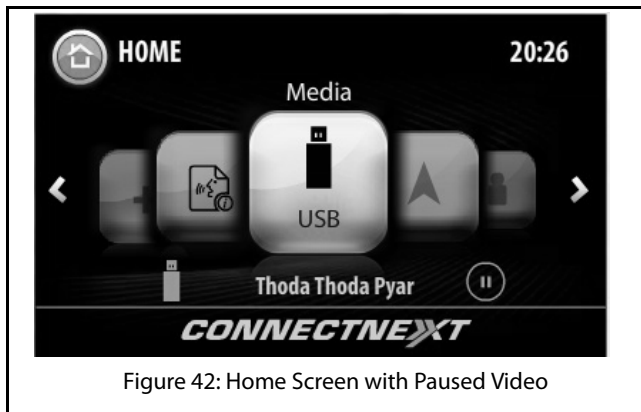 HOME 20:26
Media
USB
Thoda Thoda Pyar
CONNECTNEXT
Figure 42: Home Screen with Paused Video